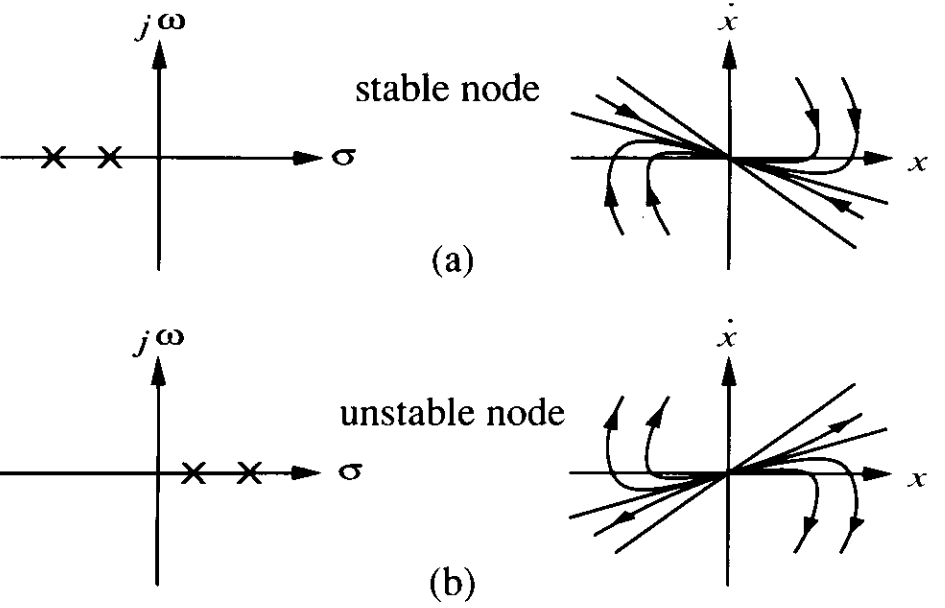 jω
ẋ
stable node
σ
x
(a)
jω
ẋ
unstable node
σ
x
(b)